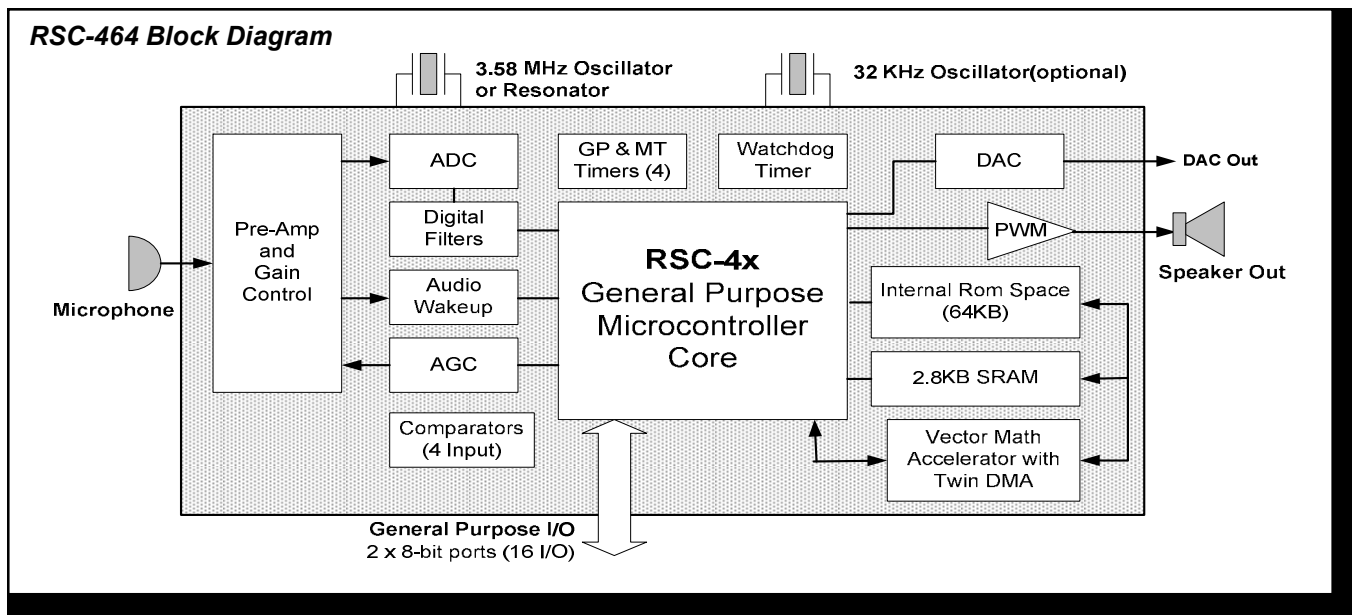 RSC-464 Block Diagram
3.58 MHz Oscillator
or Resonator
32 KHz Oscillator(optional)
Pre-Amp
and
Gain
Control
Microphone
ADC
Digital
Filters
Audio
Wakeup
AGC
Comparators
(4 Input)
GP & MT
Timers (4)
Watchdog
Timer
RSC-4x
General Purpose
Microcontroller
Core
DAC
DAC Out
PWM
Speaker Out
Internal Rom Space
(64KB)
2.8KB SRAM
Vector Math
Accelerator with
Twin DMA
General Purpose I/O
2 x 8-bit ports (16 I/O)